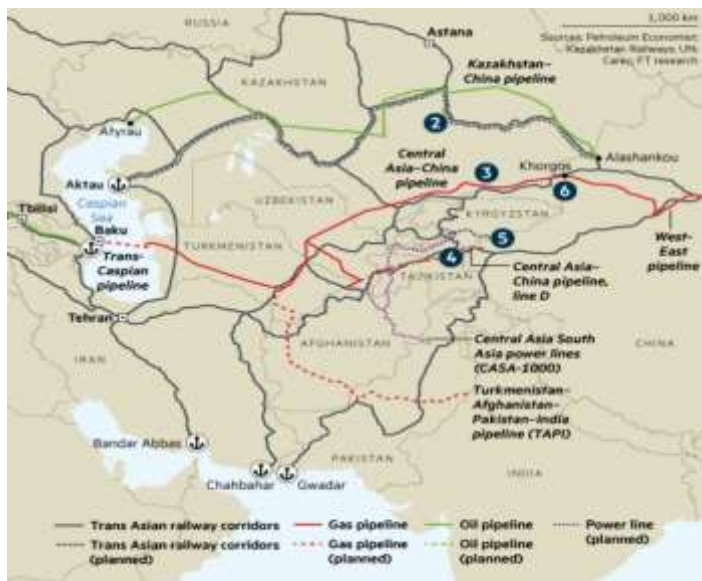 RUSSIA
1,000 km
Astana
Sources: Petroleum Economist;
Kazakhstan Railways; UN;
Carec; FT research
Kazakhstan–
China pipeline
KAZAKHSTAN
Atyrau
2
Central
Asia–China
pipeline
Alashankou
Khorgos
3
6
Aktau
Caspian
Sea
UZBEKISTAN
KYRGYZSTAN
Tbilisi
Baku
TURKMENISTAN
5
West-
East
pipeline
Trans-
Caspian
pipeline
4
TAJIKISTAN
Central Asia–
China pipeline,
line D
Tehran
AFGHANISTAN
Central Asia South
Asia power lines
(CASA-1000)
CHINA
IRAN
Turkmenistan–
Afghanistan–
Pakistan–India
pipeline (TAPI)
Bandar Abbas
PAKISTAN
INDIA
Chahbahar
Gwadar
Trans Asian railway corridors
Gas pipeline
Oil pipeline
Power line
(planned)
Trans Asian railway corridors
(planned)
Gas pipeline
(planned)
Oil pipeline
(planned)